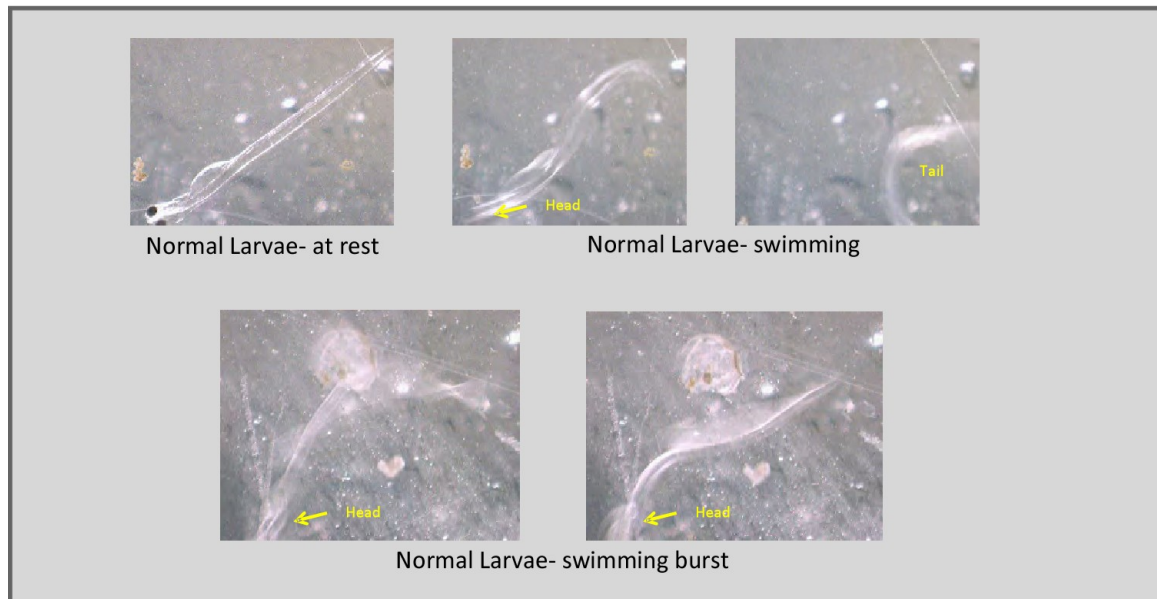 Head
Tail
Normal Larvae- at rest
Normal Larvae- swimming
Head
Head
Normal Larvae- swimming burst